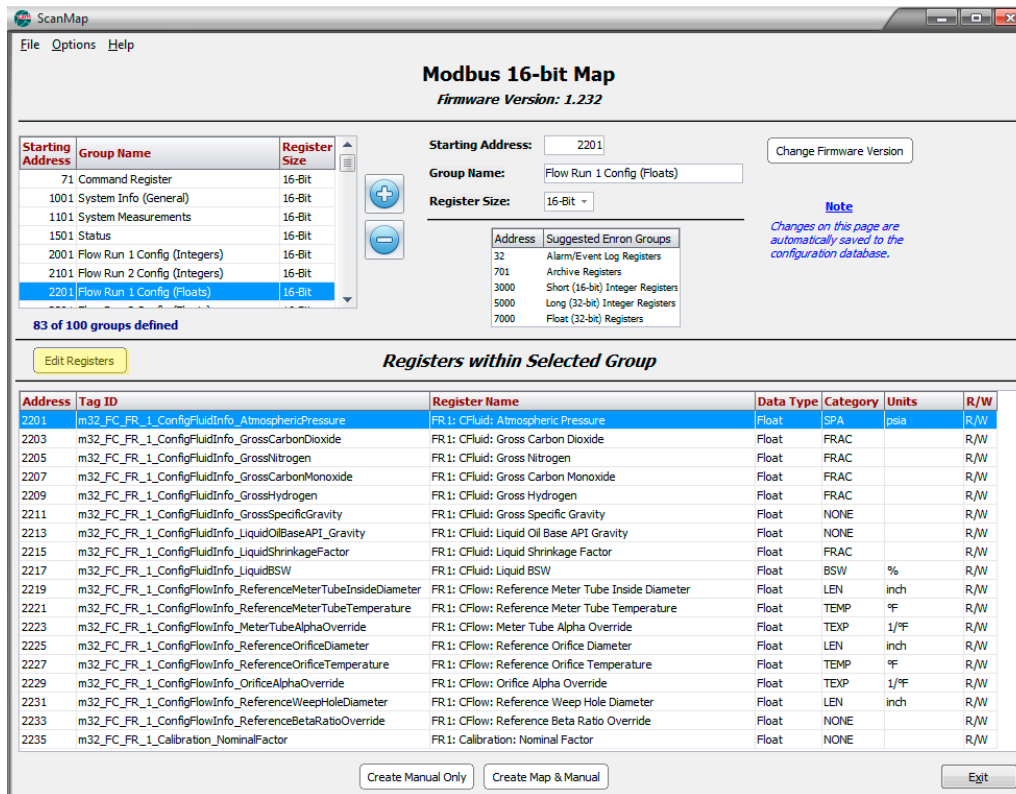 ScanMap
File Options Help
Modbus 16-bit Map
Firmware Version: 1.232
Starting Address Group Name Register Size
71 Command Register 16-Bit
1001 System Info (General) 16-Bit
1101 System Measurements 16-Bit
1501 Status 16-Bit
2001 Flow Run 1 Config (Integers) 16-Bit
2101 Flow Run 2 Config (Integers) 16-Bit
2201 Flow Run 1 Config (Floats) 16-Bit
83 of 100 groups defined
Starting Address: 2201
Group Name: Flow Run 1 Config (Floats)
Register Size: 16-Bit
Address Suggested Enron Groups
32 Alarm/Event Log Registers
701 Archive Registers
3000 Short (16-bit) Integer Registers
5000 Long (32-bit) Integer Registers
7000 Float (32-bit) Registers
Change Firmware Version
Note
Changes on this page are
automatically saved to the
configuration database.
Edit Registers
Registers within Selected Group
Address Tag ID Register Name Data Type Category Units R/W
2201 m32_FC_FR_1_ConfigFluidInfo_AtmosphericPressure FR1: CFluid: Atmospheric Pressure Float SPA psia R/W
2203 m32_FC_FR_1_ConfigFluidInfo_GrossCarbonDioxide FR1: CFluid: Gross Carbon Dioxide Float FRAC R/W
2205 m32_FC_FR_1_ConfigFluidInfo_GrossNitrogen FR1: CFluid: Gross Nitrogen Float FRAC R/W
2207 m32_FC_FR_1_ConfigFluidInfo_GrossCarbonMonoxide FR1: CFluid: Gross Carbon Monoxide Float FRAC R/W
2209 m32_FC_FR_1_ConfigFluidInfo_GrossHydrogen FR1: CFluid: Gross Hydrogen Float FRAC R/W
2211 m32_FC_FR_1_ConfigFluidInfo_GrossSpecificGravity FR1: CFluid: Gross Specific Gravity Float NONE R/W
2213 m32_FC_FR_1_ConfigFluidInfo_LiquidOilBaseAPI_Gravity FR1: CFluid: Liquid Oil Base API Gravity Float NONE R/W
2215 m32_FC_FR_1_ConfigFluidInfo_LiquidShrinkageFactor FR1: CFluid: Liquid Shrinkage Factor Float FRAC R/W
2217 m32_FC_FR_1_ConfigFluidInfo_LiquidBSW FR1: CFluid: Liquid BSW Float BSW % R/W
2219 m32_FC_FR_1_ConfigFlowInfo_ReferenceMeterTubeInsideDiameter FR1: CFlow: Reference Meter Tube Inside Diameter Float LEN inch R/W
2221 m32_FC_FR_1_ConfigFlowInfo_ReferenceMeterTubeTemperature FR1: CFlow: Reference Meter Tube Temperature Float TEMP ºF R/W
2223 m32_FC_FR_1_ConfigFlowInfo_MeterTubeAlphaOverride FR1: CFlow: Meter Tube Alpha Override Float TEXP 1/ºF R/W
2225 m32_FC_FR_1_ConfigFlowInfo_ReferenceOrificeDiameter FR1: CFlow: Reference Orifice Diameter Float LEN inch R/W
2227 m32_FC_FR_1_ConfigFlowInfo_ReferenceOrificeTemperature FR1: CFlow: Reference Orifice Temperature Float TEMP ºF R/W
2229 m32_FC_FR_1_ConfigFlowInfo_OrificeAlphaOverride FR1: CFlow: Orifice Alpha Override Float TEXP 1/ºF R/W
2231 m32_FC_FR_1_ConfigFlowInfo_ReferenceWeepHoleDiameter FR1: CFlow: Reference Weep Hole Diameter Float LEN inch R/W
2233 m32_FC_FR_1_ConfigFlowInfo_ReferenceBetaRatioOverride FR1: CFlow: Reference Beta Ratio Override Float NONE R/W
2235 m32_FC_FR_1_Calibration_NominalFactor FR1: Calibration: Nominal Factor Float NONE R/W
Create Manual Only Create Map & Manual Exit